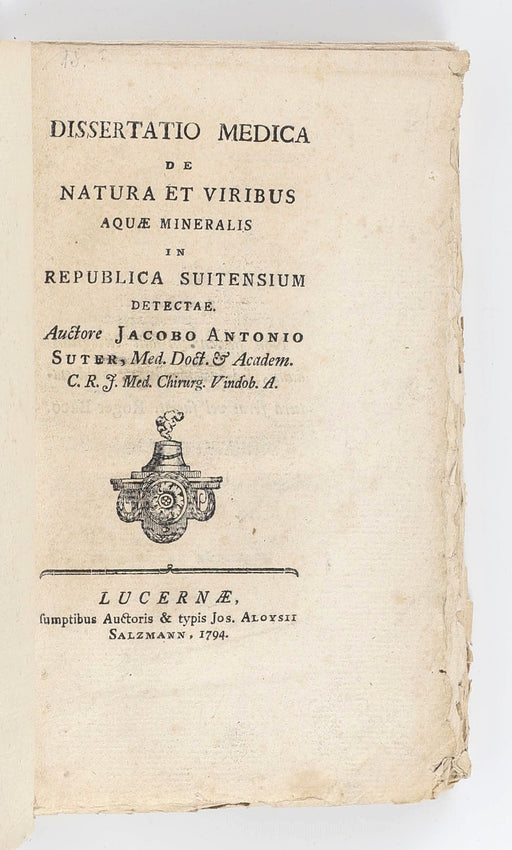 18.
DISSERTATIO MEDICA
DE
NATURA ET VIRIBUS
AQUÆ MINERALIS
IN
REPUBLICA SUITENSIUM
DETECTAE.
Auctore JACOBO ANTONIO
SUTER, Med. Doct. & Academ.
C. R. J. Med. Chirurg. Vindob. A.
LUCERNÆ,
ſumptibus Auctoris & typis JOS. ALOYSII
SALZMANN, 1794.